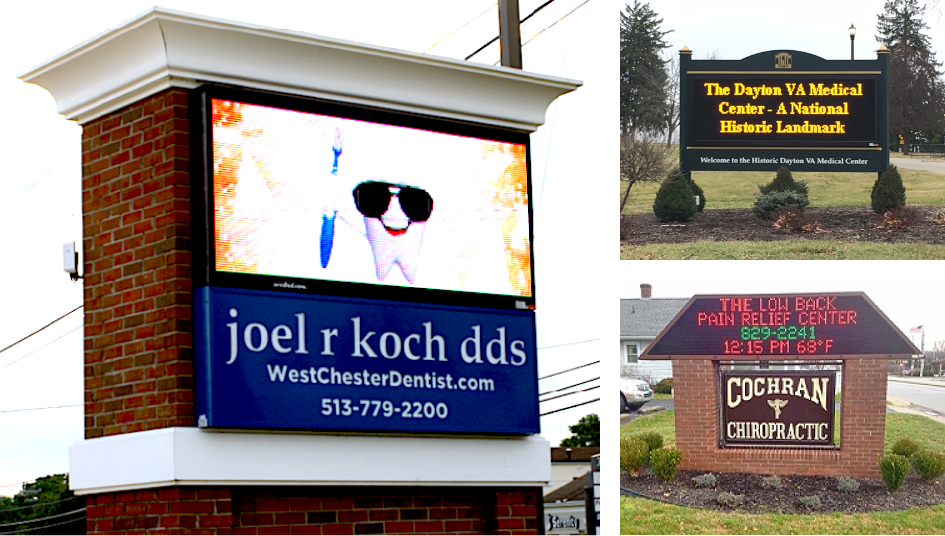 joel r koch dds
WestChesterDentist.com
513-779-2200
The Dayton VA Medical
Center - A National
Historic Landmark
Welcome to the Historic Dayton VA Medical Center
THE LOW BACK
PAIN RELIEF CENTER
829-2241
12:15 PM 68°F
COCHRAN
CHIROPRACTIC